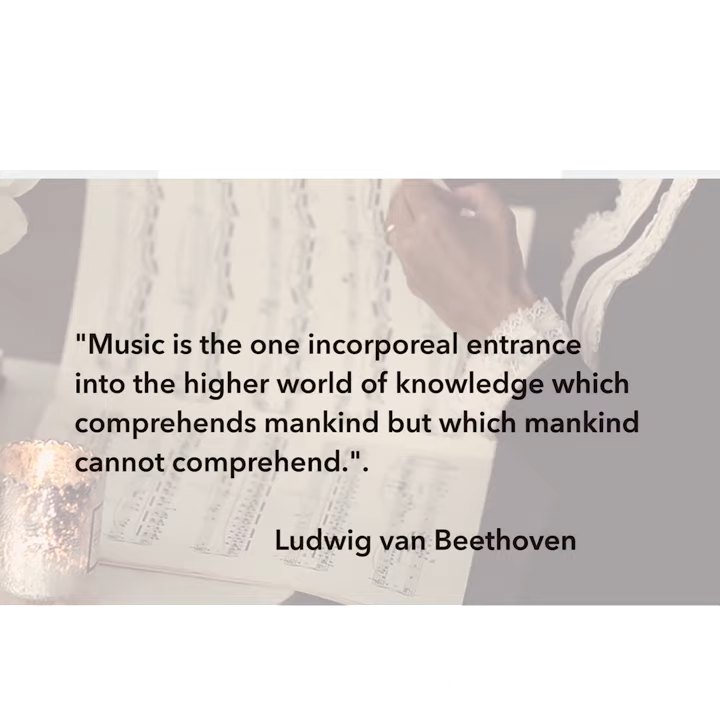 "Music is the one incorporeal entrance
into the higher world of knowledge which
comprehends mankind but which mankind
cannot comprehend.".
Ludwig van Beethoven